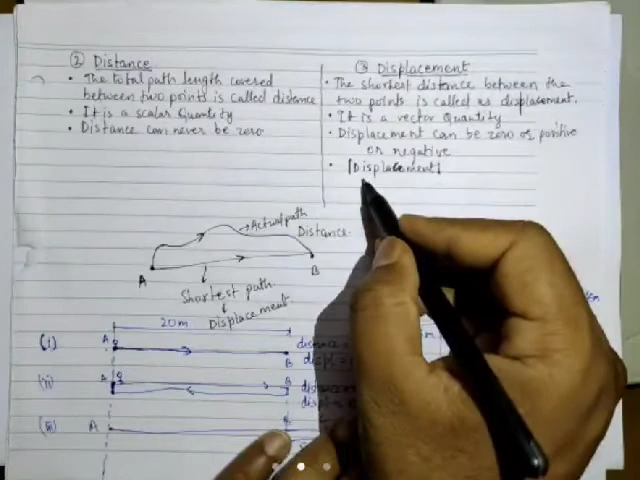 ② Distance
• The total path length covered
between two points is called distance
• It is a scalar Quantity
• Distance can never be zero
③ Displacement
• The shortest distance between the
two points is called as displacement.
• It is a vector Quantity
• Displacement can be zero or positive
or negative
• |Displacement|
Actual path
Distance
A
B
Shortest path
↓
Displacement
20m
(i) A B distance =
displ =
(ii) A B
(iii) A